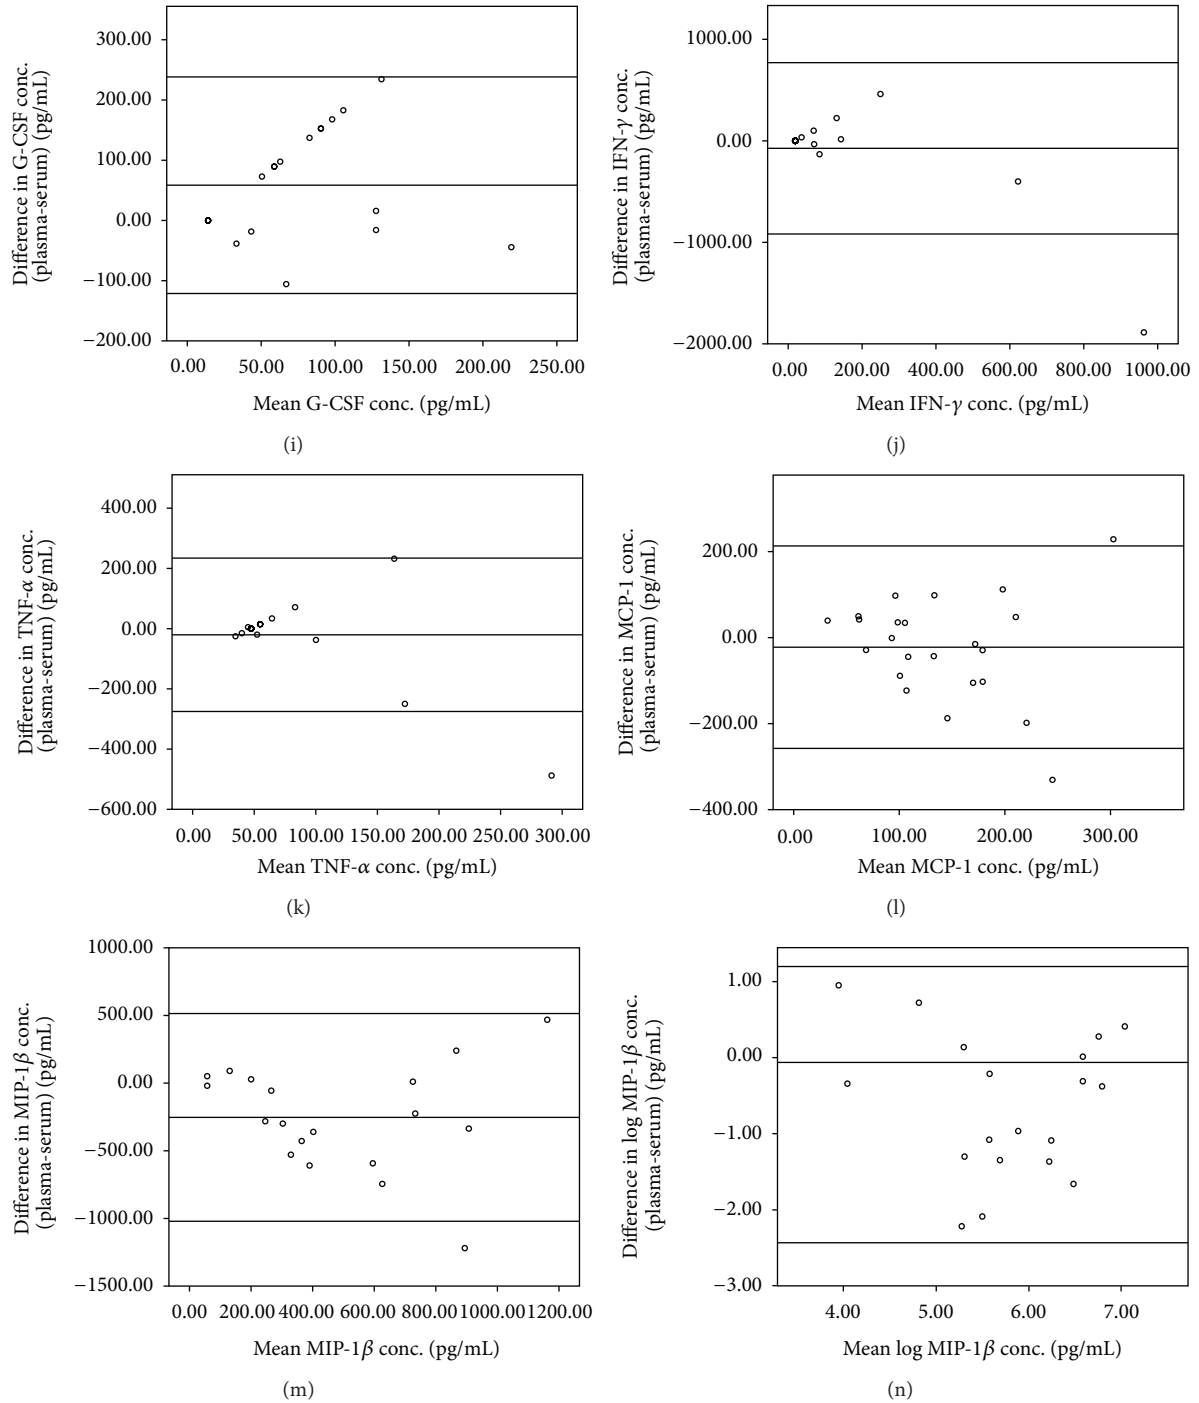 300.00
200.00
100.00
0.00
−100.00
−200.00
Difference in G-CSF conc.
(plasma-serum) (pg/mL)
0.00 50.00 100.00 150.00 200.00 250.00
Mean G-CSF conc. (pg/mL)
(i)
1000.00
0.00
−1000.00
−2000.00
Difference in IFN-γ conc.
(plasma-serum) (pg/mL)
0.00 200.00 400.00 600.00 800.00 1000.00
Mean IFN-γ conc. (pg/mL)
(j)
400.00
200.00
0.00
−200.00
−400.00
−600.00
Difference in TNF-α conc.
(plasma-serum) (pg/mL)
0.00 50.00 100.00 150.00 200.00 250.00 300.00
Mean TNF-α conc. (pg/mL)
(k)
200.00
0.00
−200.00
−400.00
Difference in MCP-1 conc.
(plasma-serum) (pg/mL)
0.00 100.00 200.00 300.00
Mean MCP-1 conc. (pg/mL)
(l)
1000.00
500.00
0.00
−500.00
−1000.00
−1500.00
Difference in MIP-1β conc.
(plasma-serum) (pg/mL)
0.00 200.00 400.00 600.00 800.00 1000.00 1200.00
Mean MIP-1β conc. (pg/mL)
(m)
1.00
0.00
−1.00
−2.00
−3.00
Difference in log MIP-1β conc.
(plasma-serum) (pg/mL)
4.00 5.00 6.00 7.00
Mean log MIP-1β conc. (pg/mL)
(n)